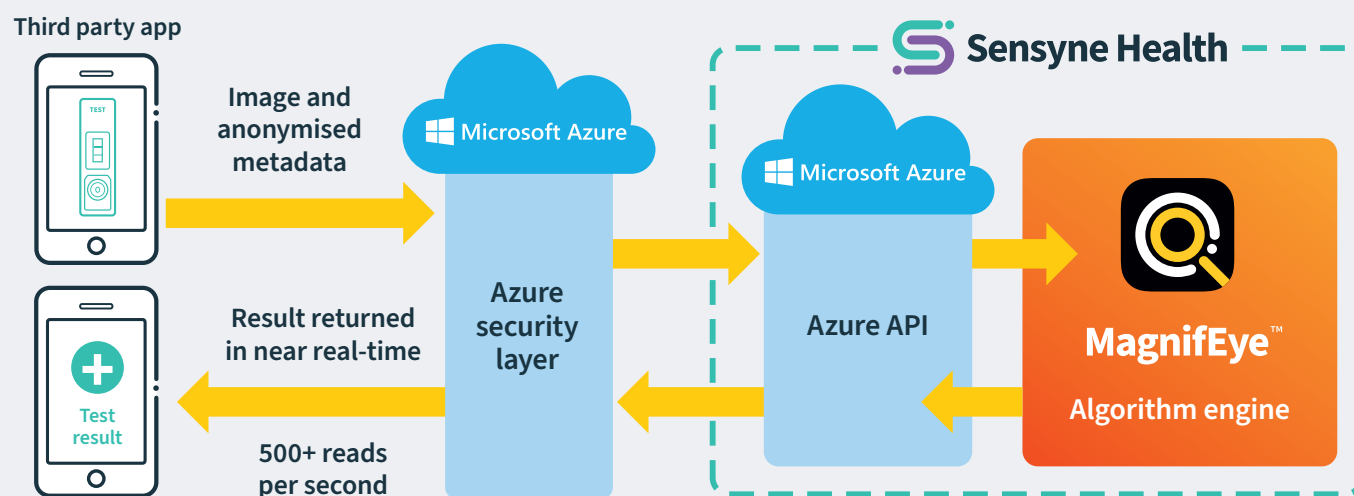 Third party app
TEST
Image and
anonymised
metadata
Microsoft Azure
Sensyne Health
Microsoft Azure
Azure
security
layer
Azure API
MagnifEye™
Algorithm engine
Result returned
in near real-time
Test
result
500+ reads
per second